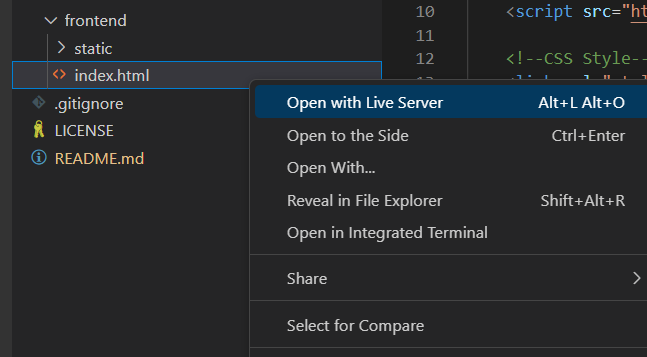 frontend
static
index.html
.gitignore
LICENSE
README.md
10 <script src="ht
11
12 <!--CSS Style--
Open with Live Server Alt+L Alt+O
Open to the Side Ctrl+Enter
Open With...
Reveal in File Explorer Shift+Alt+R
Open in Integrated Terminal
Share
Select for Compare